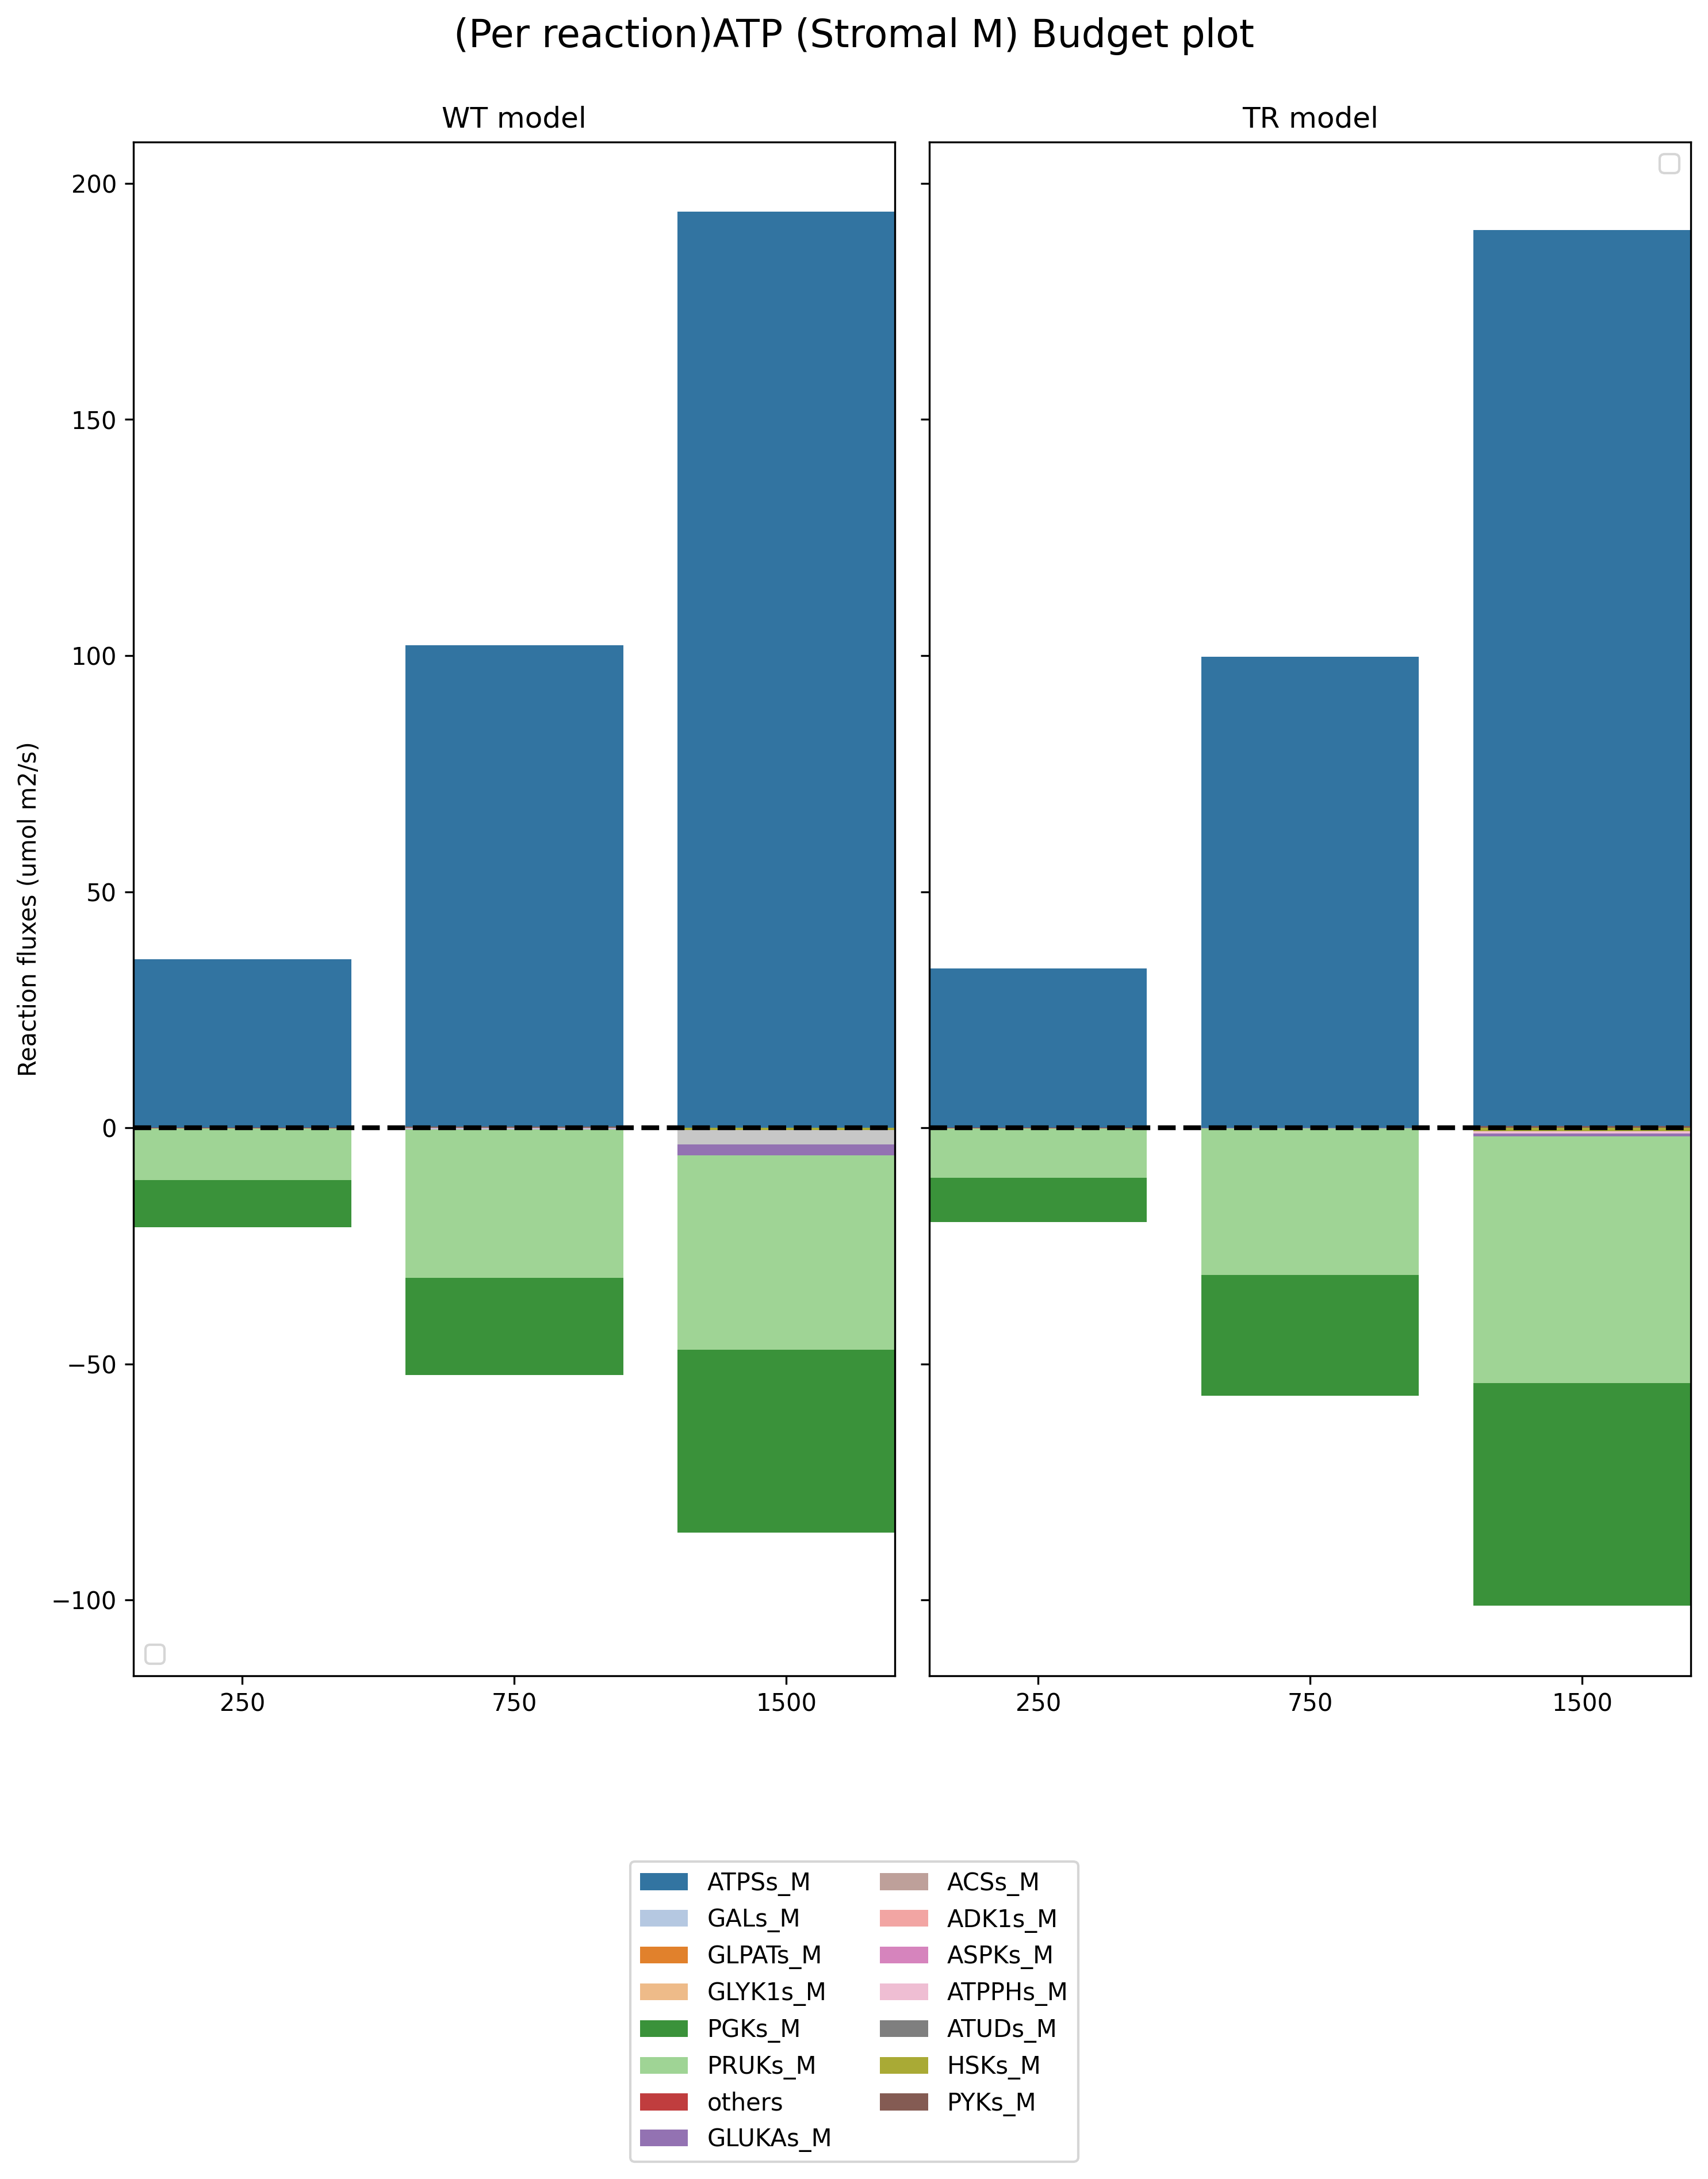 (Per reaction)ATP (Stromal M) Budget plot
WT model
TR model
Reaction fluxes (umol m2/s)
200
150
100
50
0
−50
−100
250
750
1500
250
750
1500
ATPSs_M
GALs_M
GLPATs_M
GLYK1s_M
PGKs_M
PRUKs_M
others
GLUKAs_M
ACSs_M
ADK1s_M
ASPKs_M
ATPPHs_M
ATUDs_M
HSKs_M
PYKs_M